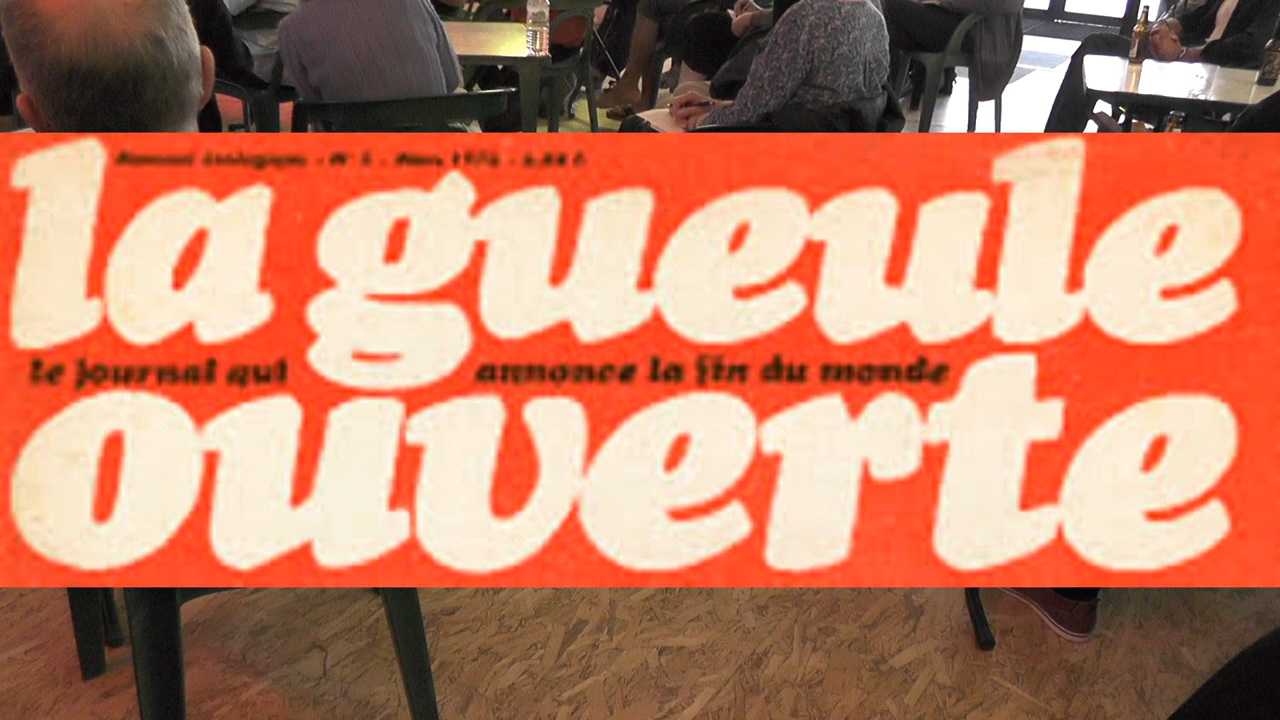 la gueule
le journal qui annonce la fin du monde
ouverte